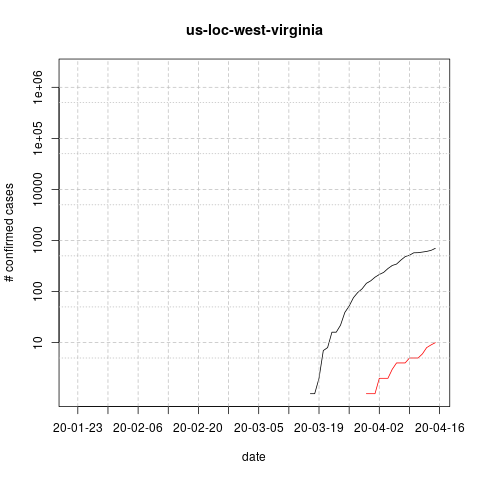 us-loc-west-virginia
# confirmed cases
1e+06
1e+05
10000
1000
100
10
20-01-23 20-02-06 20-02-20 20-03-05 20-03-19 20-04-02 20-04-16
date